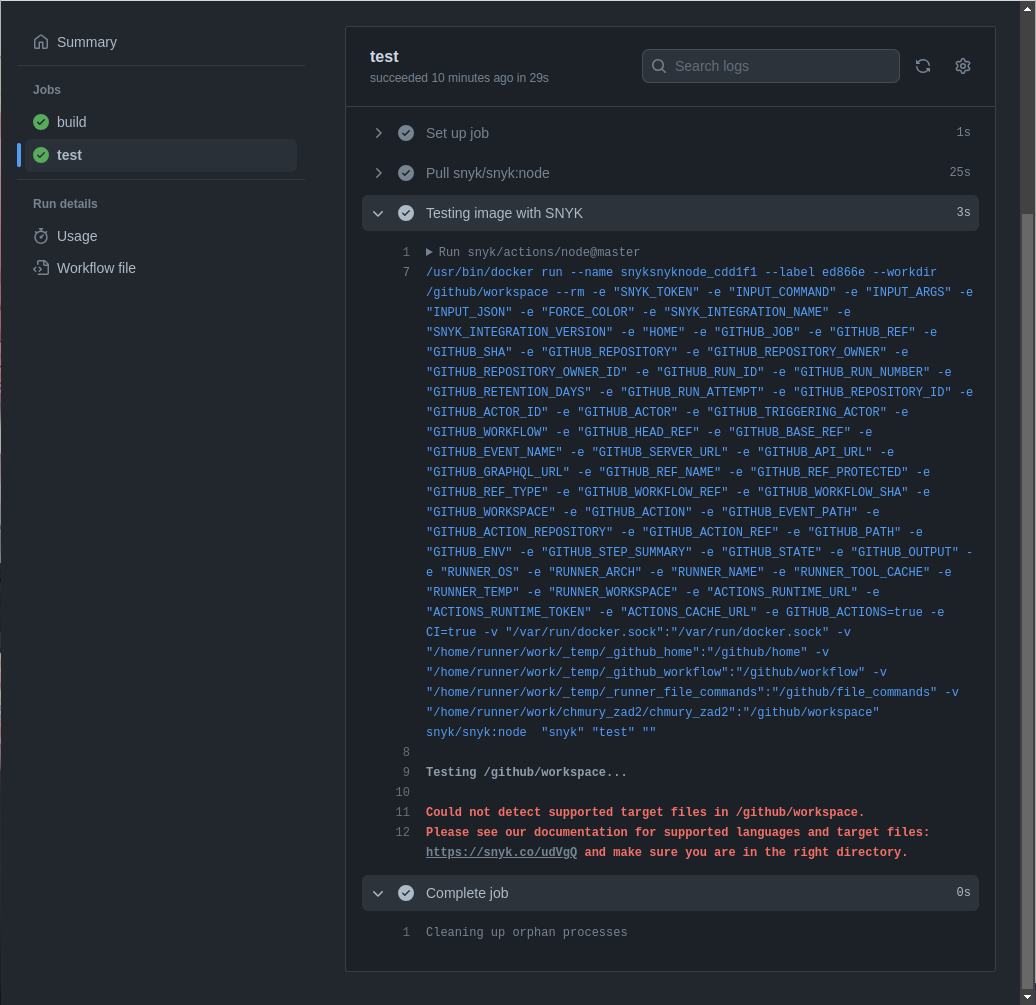 Summary
Jobs
build
test
Run details
Usage
Workflow file
test
succeeded 10 minutes ago in 29s
Search logs
Set up job 1s
Pull snyk/snyk:node 25s
Testing image with SNYK 3s
1 Run snyk/actions/node@master
7 /usr/bin/docker run --name snyksnyknode_cdd1f1 --label ed866e --workdir
/github/workspace --rm -e "SNYK_TOKEN" -e "INPUT_COMMAND" -e "INPUT_ARGS" -e
"INPUT_JSON" -e "FORCE_COLOR" -e "SNYK_INTEGRATION_NAME" -e
"SNYK_INTEGRATION_VERSION" -e "HOME" -e "GITHUB_JOB" -e "GITHUB_REF" -e
"GITHUB_SHA" -e "GITHUB_REPOSITORY" -e "GITHUB_REPOSITORY_OWNER" -e
"GITHUB_REPOSITORY_OWNER_ID" -e "GITHUB_RUN_ID" -e "GITHUB_RUN_NUMBER" -e
"GITHUB_RETENTION_DAYS" -e "GITHUB_RUN_ATTEMPT" -e "GITHUB_REPOSITORY_ID" -e
"GITHUB_ACTOR_ID" -e "GITHUB_ACTOR" -e "GITHUB_TRIGGERING_ACTOR" -e
"GITHUB_WORKFLOW" -e "GITHUB_HEAD_REF" -e "GITHUB_BASE_REF" -e
"GITHUB_EVENT_NAME" -e "GITHUB_SERVER_URL" -e "GITHUB_API_URL" -e
"GITHUB_GRAPHQL_URL" -e "GITHUB_REF_NAME" -e "GITHUB_REF_PROTECTED" -e
"GITHUB_REF_TYPE" -e "GITHUB_WORKFLOW_REF" -e "GITHUB_WORKFLOW_SHA" -e
"GITHUB_WORKSPACE" -e "GITHUB_ACTION" -e "GITHUB_EVENT_PATH" -e
"GITHUB_ACTION_REPOSITORY" -e "GITHUB_ACTION_REF" -e "GITHUB_PATH" -e
"GITHUB_ENV" -e "GITHUB_STEP_SUMMARY" -e "GITHUB_STATE" -e "GITHUB_OUTPUT" -
e "RUNNER_OS" -e "RUNNER_ARCH" -e "RUNNER_NAME" -e "RUNNER_TOOL_CACHE" -e
"RUNNER_TEMP" -e "RUNNER_WORKSPACE" -e "ACTIONS_RUNTIME_URL" -e
"ACTIONS_RUNTIME_TOKEN" -e "ACTIONS_CACHE_URL" -e GITHUB_ACTIONS=true -e
CI=true -v "/var/run/docker.sock":"/var/run/docker.sock" -v
"/home/runner/work/_temp/_github_home":"/github/home" -v
"/home/runner/work/_temp/_github_workflow":"/github/workflow" -v
"/home/runner/work/_temp/_runner_file_commands":"/github/file_commands" -v
"/home/runner/work/chmury_zad2/chmury_zad2":"/github/workspace"
snyk/snyk:node  "snyk" "test" ""
8
9 Testing /github/workspace...
10
11 Could not detect supported target files in /github/workspace.
12 Please see our documentation for supported languages and target files:
https://snyk.co/udVgQ and make sure you are in the right directory.
Complete job 0s
1 Cleaning up orphan processes